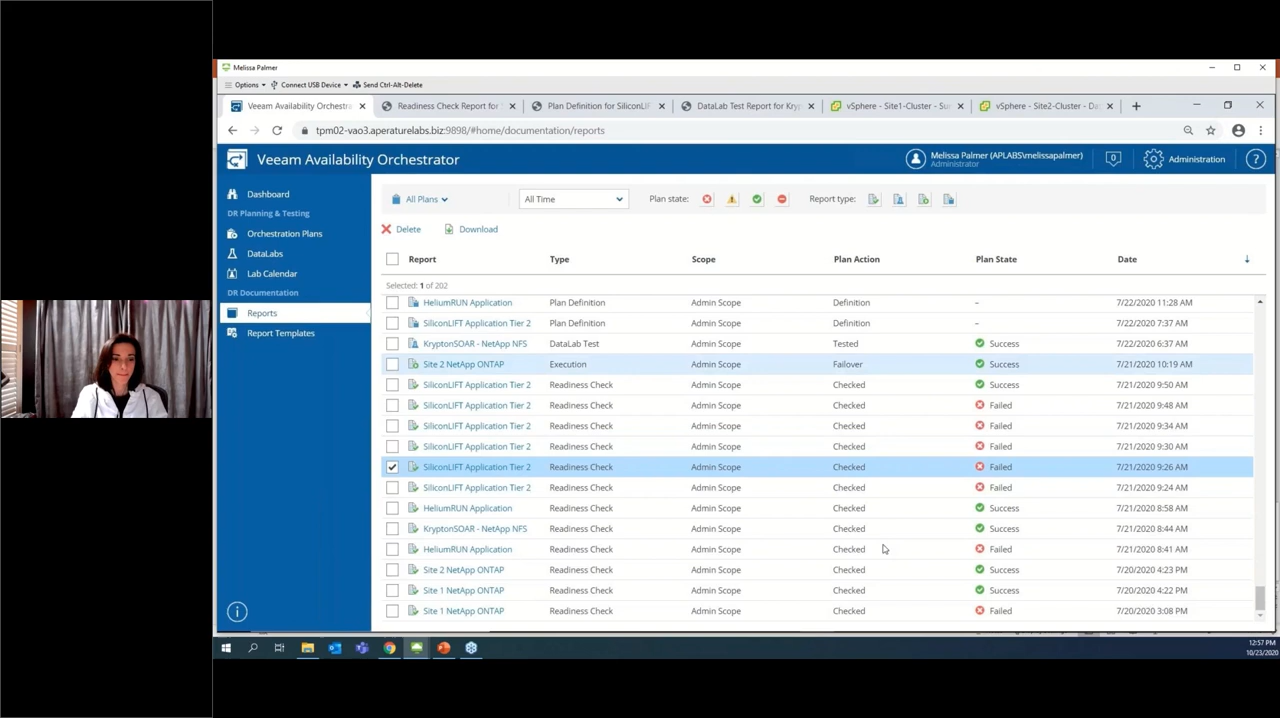 Melissa Palmer
Options Connect USB Device Send Ctrl-Alt-Delete
Veeam Availability Orchestra Readiness Check Report for Plan Definition for SiliconLIF DataLab Test Report for Kry vSphere - Site1-Cluster - Su vSphere - Site2-Cluster - Da
tpm02-vao3.aperaturelabs.biz:9898/#home/documentation/reports
Veeam Availability Orchestrator
Melissa Palmer (APLABS\melissapalmer)
Administrator
0
Administration
?
Dashboard
DR Planning & Testing
Orchestration Plans
DataLabs
Lab Calendar
DR Documentation
Reports
Report Templates
All Plans All Time Plan state: Report type:
Delete Download
Report Type Scope Plan Action Plan State Date
Selected: 1 of 202
HeliumRUN Application Plan Definition Admin Scope Definition – 7/22/2020 11:28 AM
SiliconLIFT Application Tier 2 Plan Definition Admin Scope Definition – 7/22/2020 7:37 AM
KryptonSOAR - NetApp NFS DataLab Test Admin Scope Tested Success 7/22/2020 6:37 AM
Site 2 NetApp ONTAP Execution Admin Scope Failover Success 7/21/2020 10:19 AM
SiliconLIFT Application Tier 2 Readiness Check Admin Scope Checked Success 7/21/2020 9:50 AM
SiliconLIFT Application Tier 2 Readiness Check Admin Scope Checked Failed 7/21/2020 9:48 AM
SiliconLIFT Application Tier 2 Readiness Check Admin Scope Checked Failed 7/21/2020 9:34 AM
SiliconLIFT Application Tier 2 Readiness Check Admin Scope Checked Failed 7/21/2020 9:30 AM
SiliconLIFT Application Tier 2 Readiness Check Admin Scope Checked Failed 7/21/2020 9:26 AM
SiliconLIFT Application Tier 2 Readiness Check Admin Scope Checked Failed 7/21/2020 9:24 AM
HeliumRUN Application Readiness Check Admin Scope Checked Success 7/21/2020 8:58 AM
KryptonSOAR - NetApp NFS Readiness Check Admin Scope Checked Success 7/21/2020 8:44 AM
HeliumRUN Application Readiness Check Admin Scope Checked Failed 7/21/2020 8:41 AM
Site 2 NetApp ONTAP Readiness Check Admin Scope Checked Success 7/20/2020 4:23 PM
Site 1 NetApp ONTAP Readiness Check Admin Scope Checked Success 7/20/2020 4:22 PM
Site 1 NetApp ONTAP Readiness Check Admin Scope Checked Failed 7/20/2020 3:08 PM
12:57 PM
10/23/2020